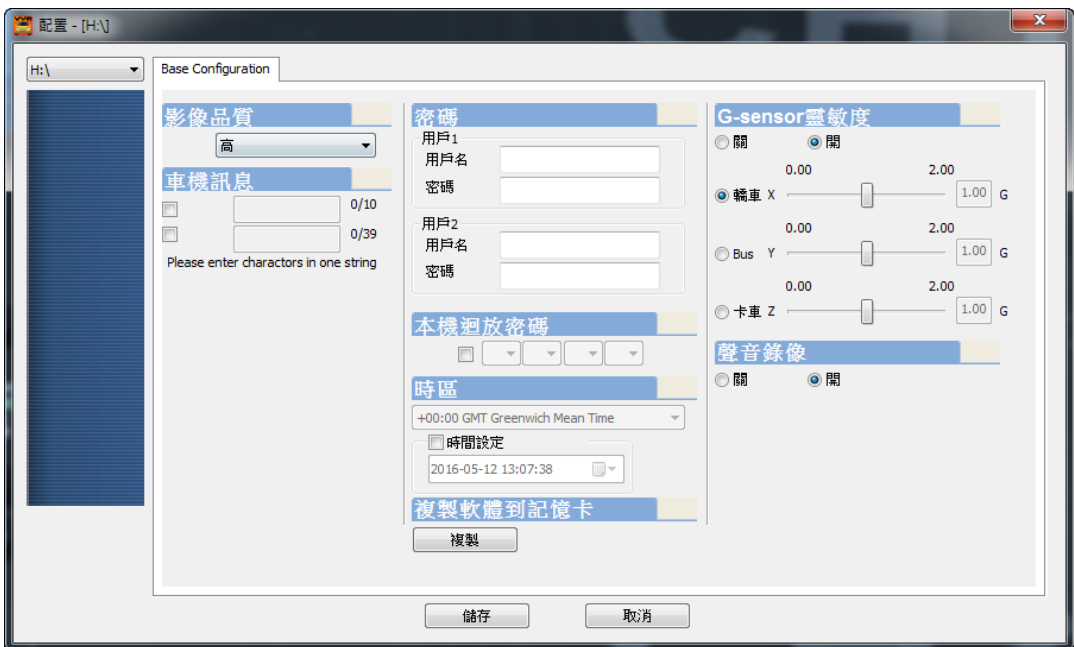 配置 - [H:\]
H:\
Base Configuration
影像品質
高
車機訊息
0/10
0/39
Please enter charactors in one string
密碼
用戶1
用戶名
密碼
用戶2
用戶名
密碼
本機迴放密碼
時區
+00:00 GMT Greenwich Mean Time
時間設定
2016-05-12 13:07:38
複製軟體到記憶卡
複製
G-sensor靈敏度
關 開
0.00 2.00
轎車 X 1.00 G
0.00 2.00
Bus Y 1.00 G
0.00 2.00
卡車 Z 1.00 G
聲音錄像
關 開
儲存 取消